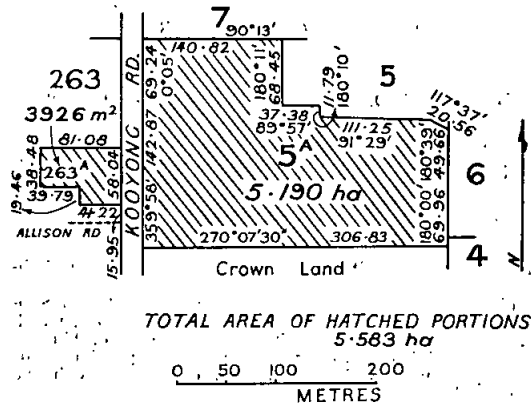 7
90°13'
140·82
263
3926 m²
81·08
38·48
263ᴬ
19·46
39·79
58·84
4·22
ALLISON RD
15·95
KOOYONG RD.
69·24
0°05'
142·87
359°58'
180°11'
68·45
11·79
180°10'
5
37·38
89°57'
111·25
91°29'
117°37'
20·56
5ᴬ
5·190 ha
180°39'
49·66
6
180°00'
69·96
270°07'30"
306·83
4
Crown Land
N
TOTAL AREA OF HATCHED PORTIONS
5·583 ha
0 50 100 200
METRES